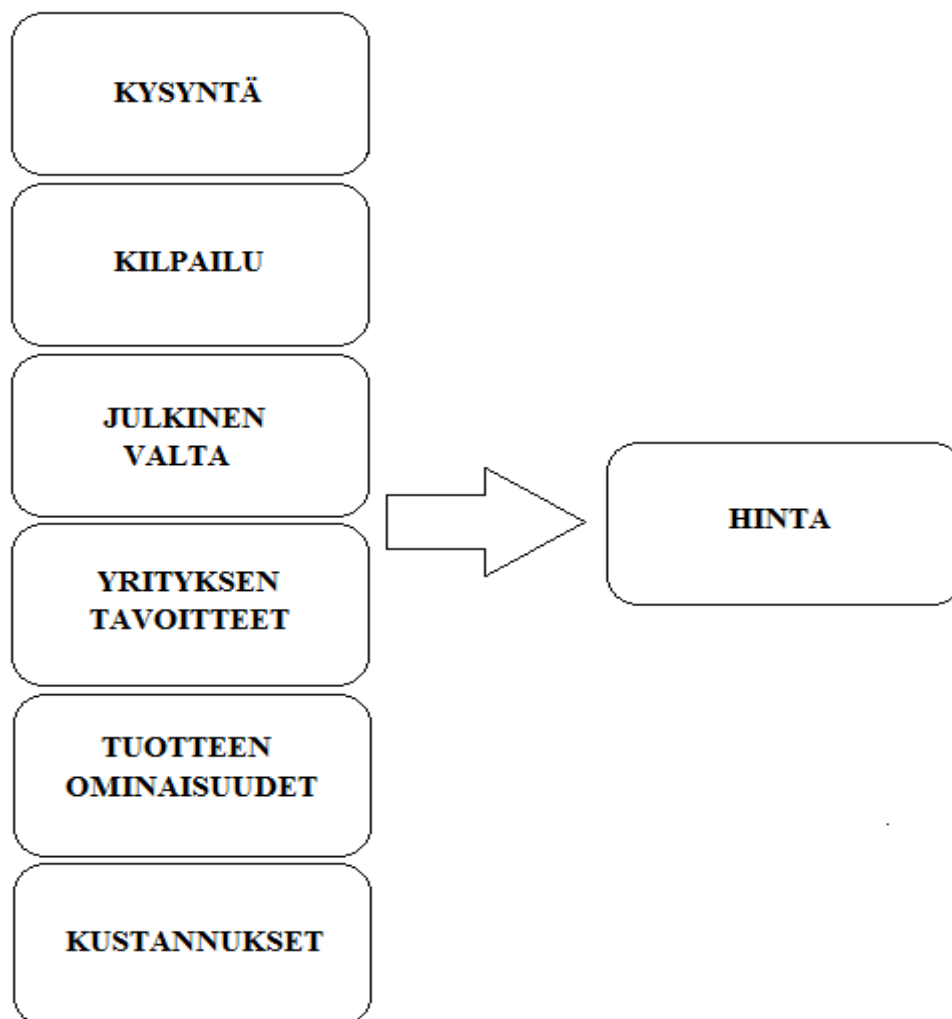 KYSYNTÄ
KILPAILU
JULKINEN
VALTA
YRITYKSEN
TAVOITTEET
TUOTTEEN
OMINAISUUDET
KUSTANNUKSET
HINTA